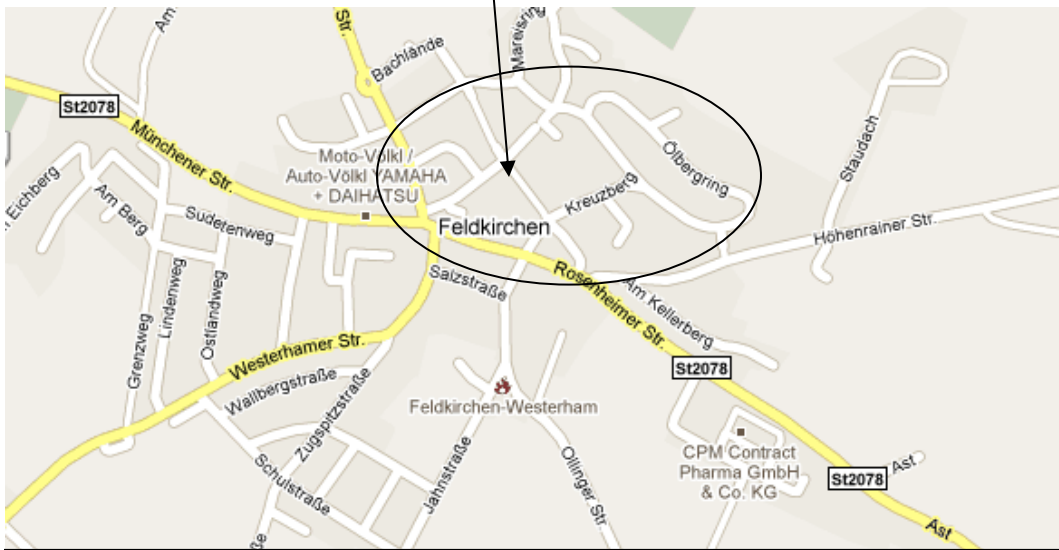 Am
Str.
Mareisring
Bachlände
St2078
Münchener Str.
Moto-Völkl /
Auto-Völkl YAMAHA
+ DAIHATSU
Ölbergring
Staudach
Eichberg
Am Berg
Sudetenweg
Kreuzberg
Feldkirchen
Höhenrainer Str.
Salzstraße
Rosenheimer Str.
Am Kellerberg
Grenzweg
Lindenweg
Ostlandweg
Westerhamer Str.
Wallbergstraße
Zugspitzstraße
St2078
Feldkirchen-Westerham
CPM Contract
Pharma GmbH
& Co. KG
Schulstraße
Jahnstraße
Ollinger Str.
St2078
Ast
Ast
ße